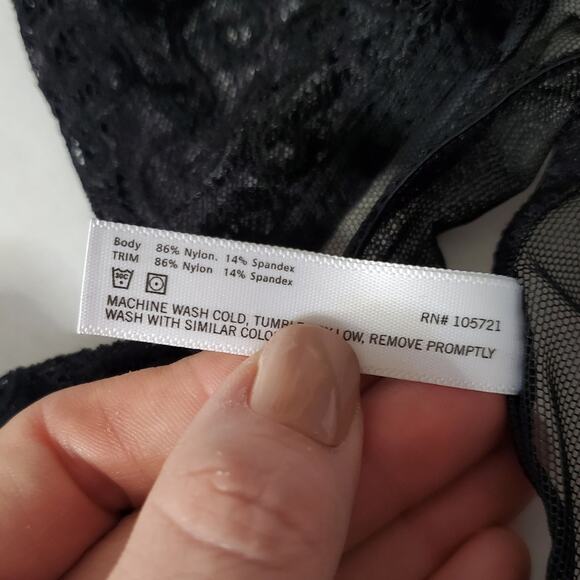 Body 86% Nylon. 14% Spandex
TRIM 86% Nylon 14% Spandex
30C
RN# 105721
MACHINE WASH COLD, TUMBLE LOW, REMOVE PROMPTLY
WASH WITH SIMILAR